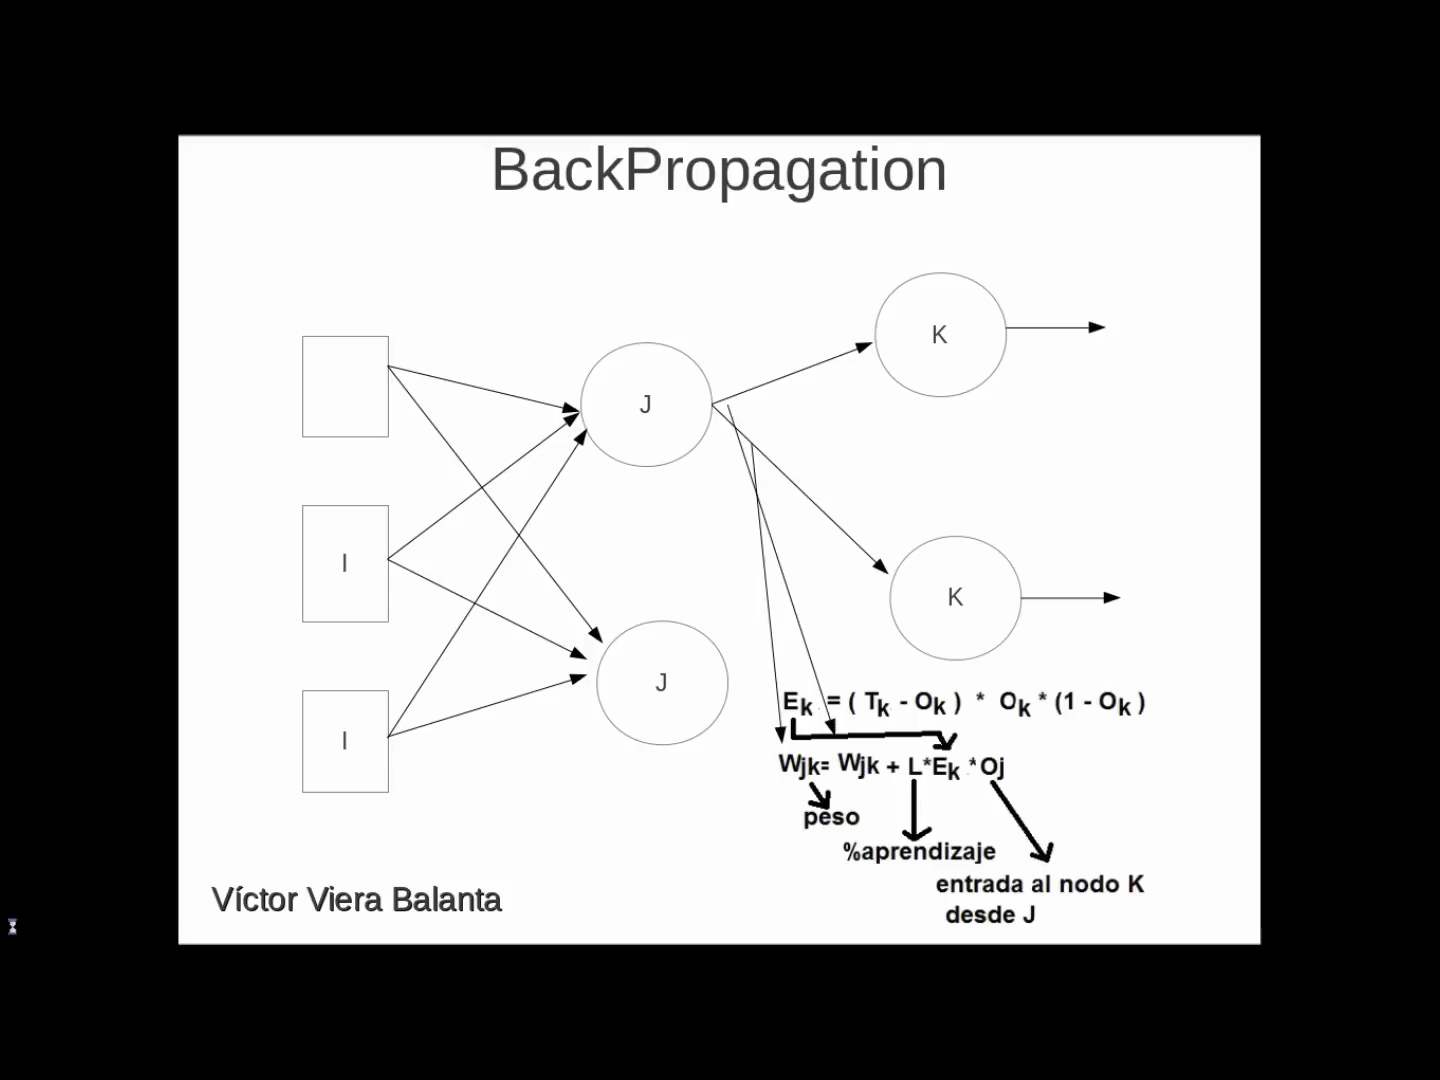 BackPropagation
K
J
I
K
J
I
Ek = ( Tk - Ok ) * Ok * (1 - Ok )
Wjk= Wjk + L*Ek *Oj
peso
%aprendizaje
entrada al nodo K
desde J
Víctor Viera Balanta